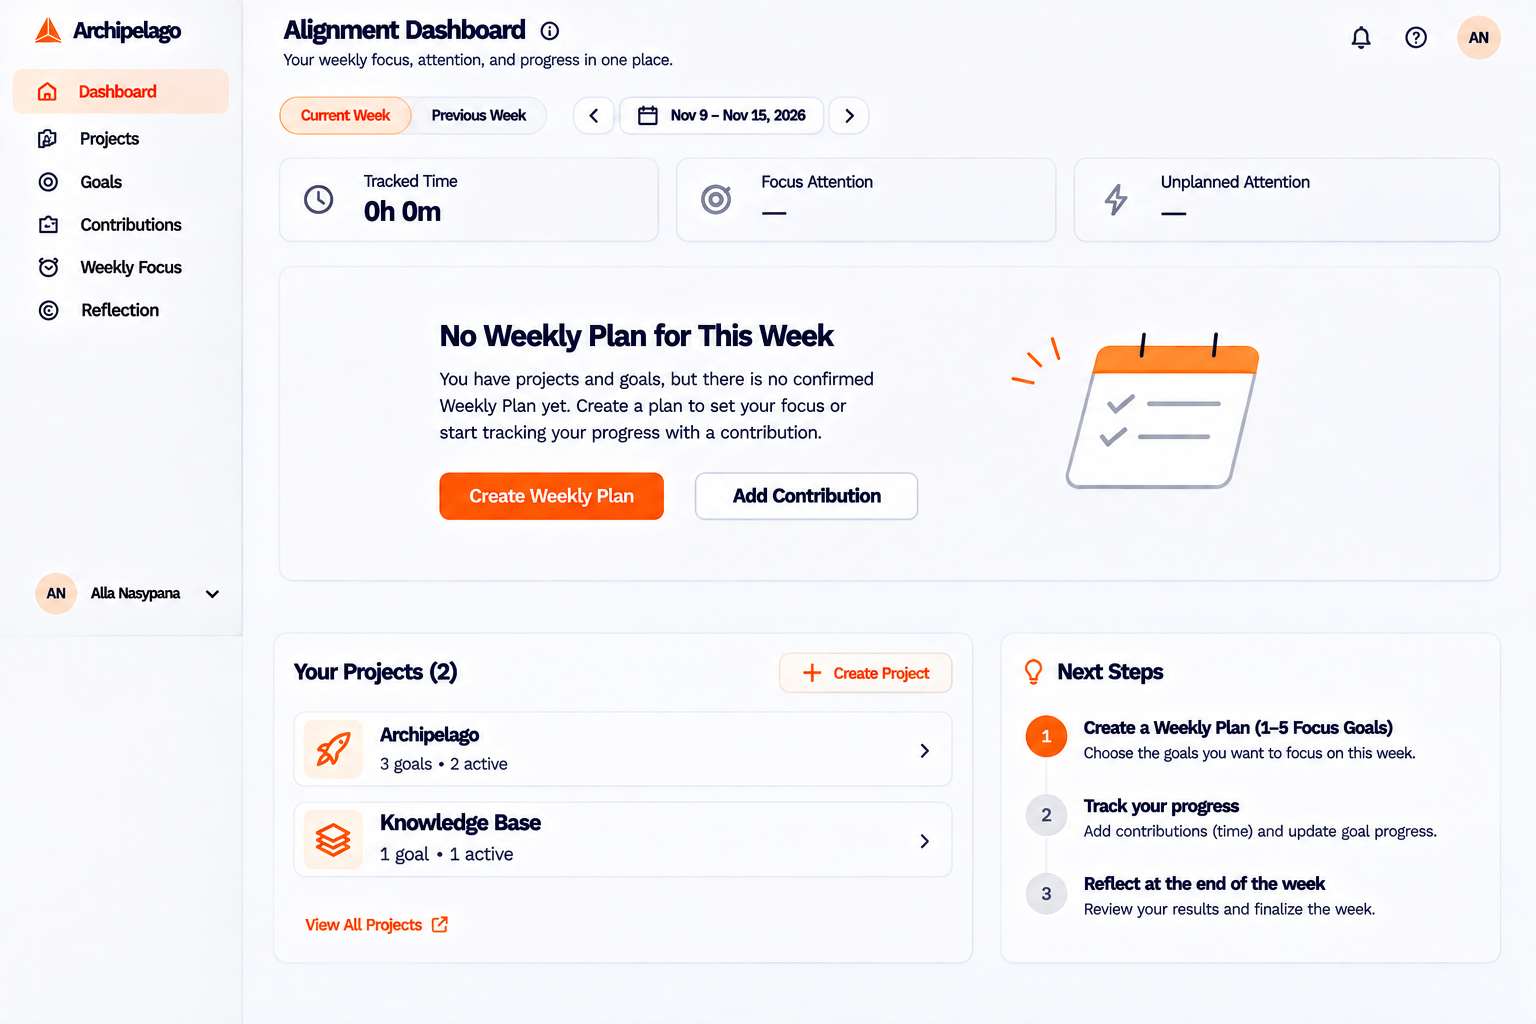 Archipelago
Dashboard
Projects
Goals
Contributions
Weekly Focus
Reflection
AN
Alla Nasypana
Alignment Dashboard
Your weekly focus, attention, and progress in one place.
AN
Current Week
Previous Week
Nov 9 – Nov 15, 2026
Tracked Time
0h 0m
Focus Attention
—
Unplanned Attention
—
No Weekly Plan for This Week
You have projects and goals, but there is no confirmed
Weekly Plan yet. Create a plan to set your focus or
start tracking your progress with a contribution.
Create Weekly Plan
Add Contribution
Your Projects (2)
Create Project
Archipelago
3 goals • 2 active
Knowledge Base
1 goal • 1 active
View All Projects
Next Steps
1
Create a Weekly Plan (1–5 Focus Goals)
Choose the goals you want to focus on this week.
2
Track your progress
Add contributions (time) and update goal progress.
3
Reflect at the end of the week
Review your results and finalize the week.